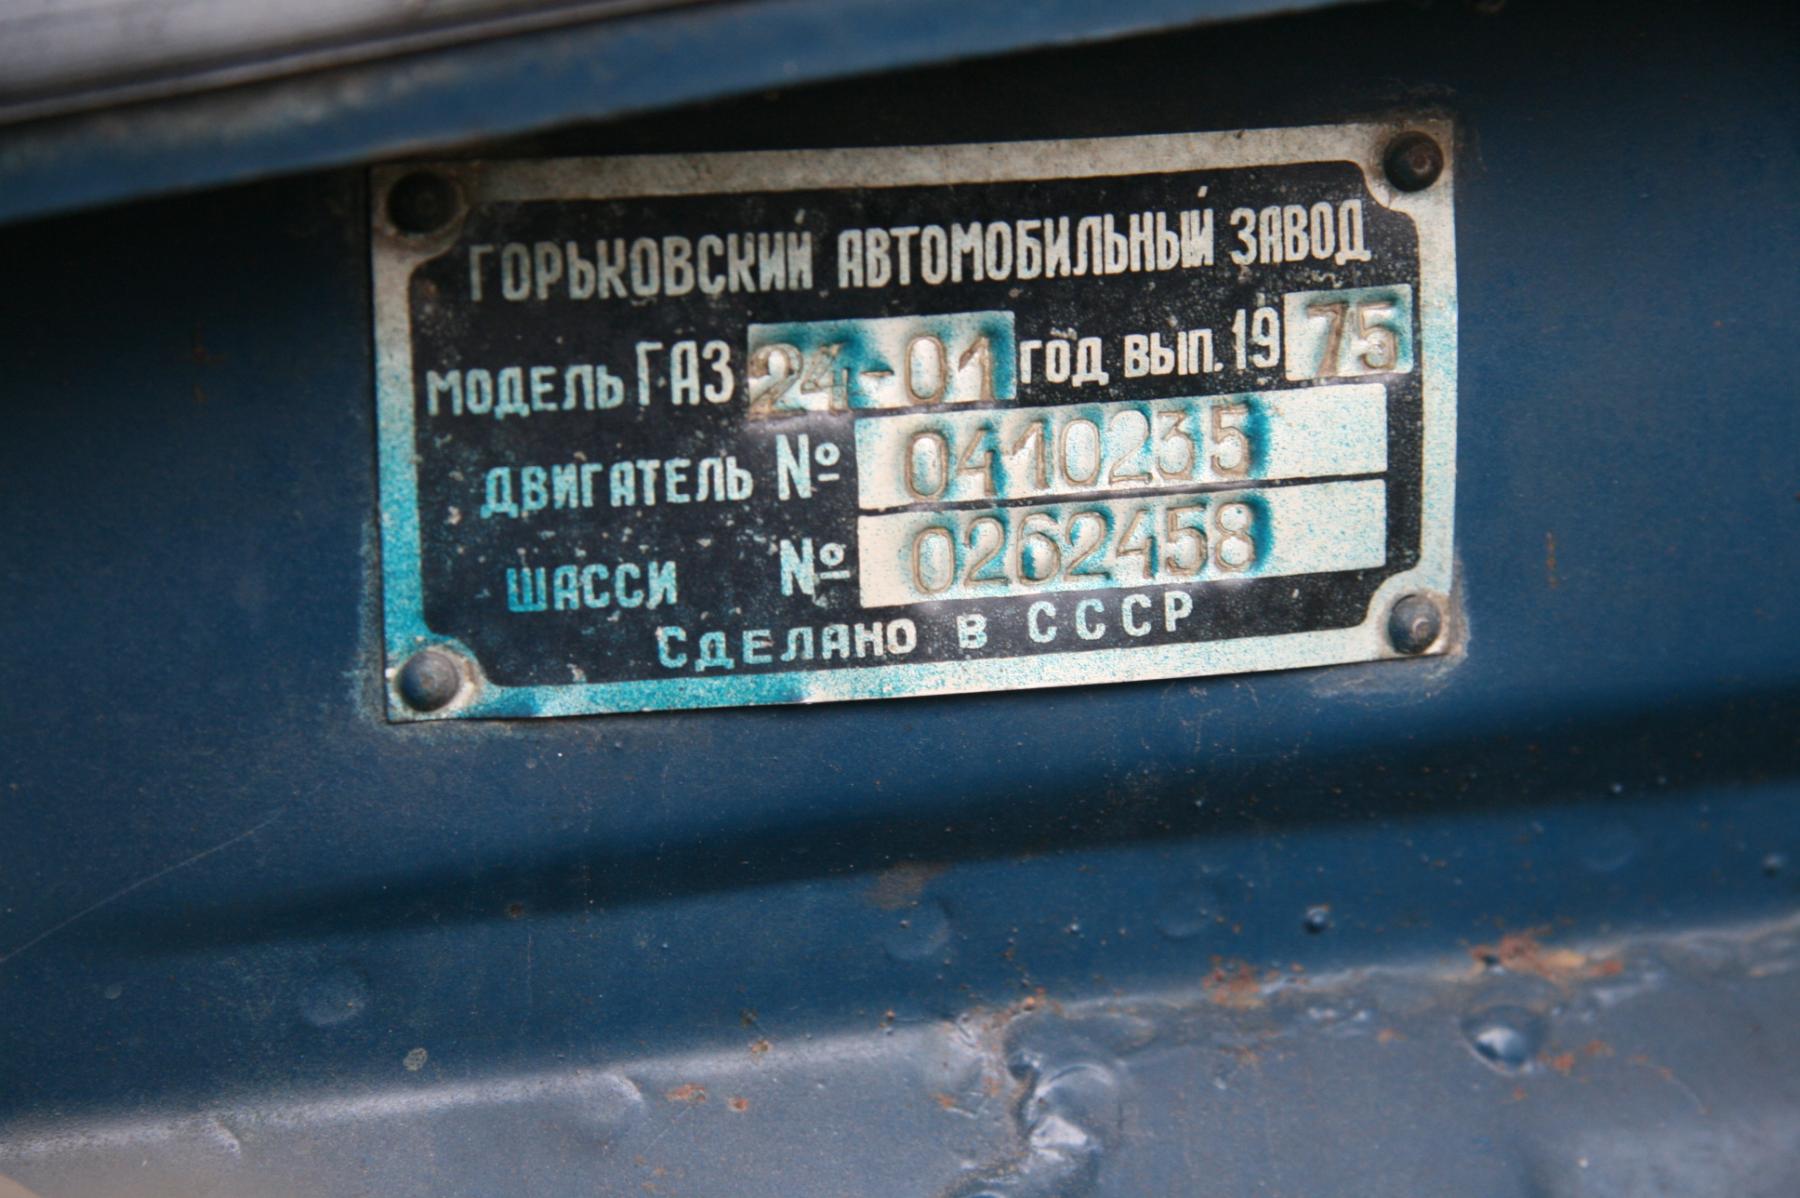 ГОРЬКОВСКИЙ АВТОМОБИЛЬНЫЙ ЗАВОД
МОДЕЛЬ ГАЗ 24-01 ГОД ВЫП. 1975
ДВИГАТЕЛЬ № 0410235
ШАССИ № 0262458
СДЕЛАНО В СССР